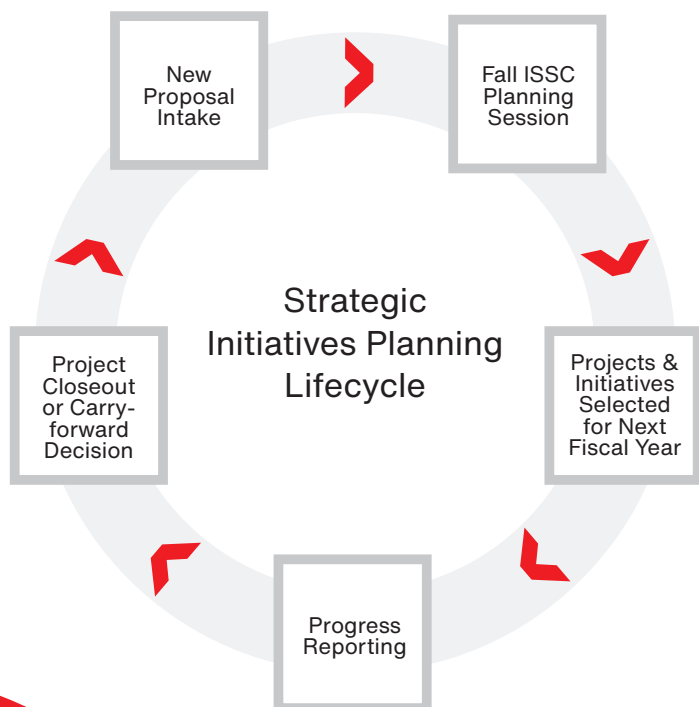 New
Proposal
Intake
Fall ISSC
Planning
Session
Strategic
Initiatives Planning
Lifecycle
Project
Closeout
or Carry-
forward
Decision
Projects &
Initiatives
Selected
for Next
Fiscal Year
Progress
Reporting